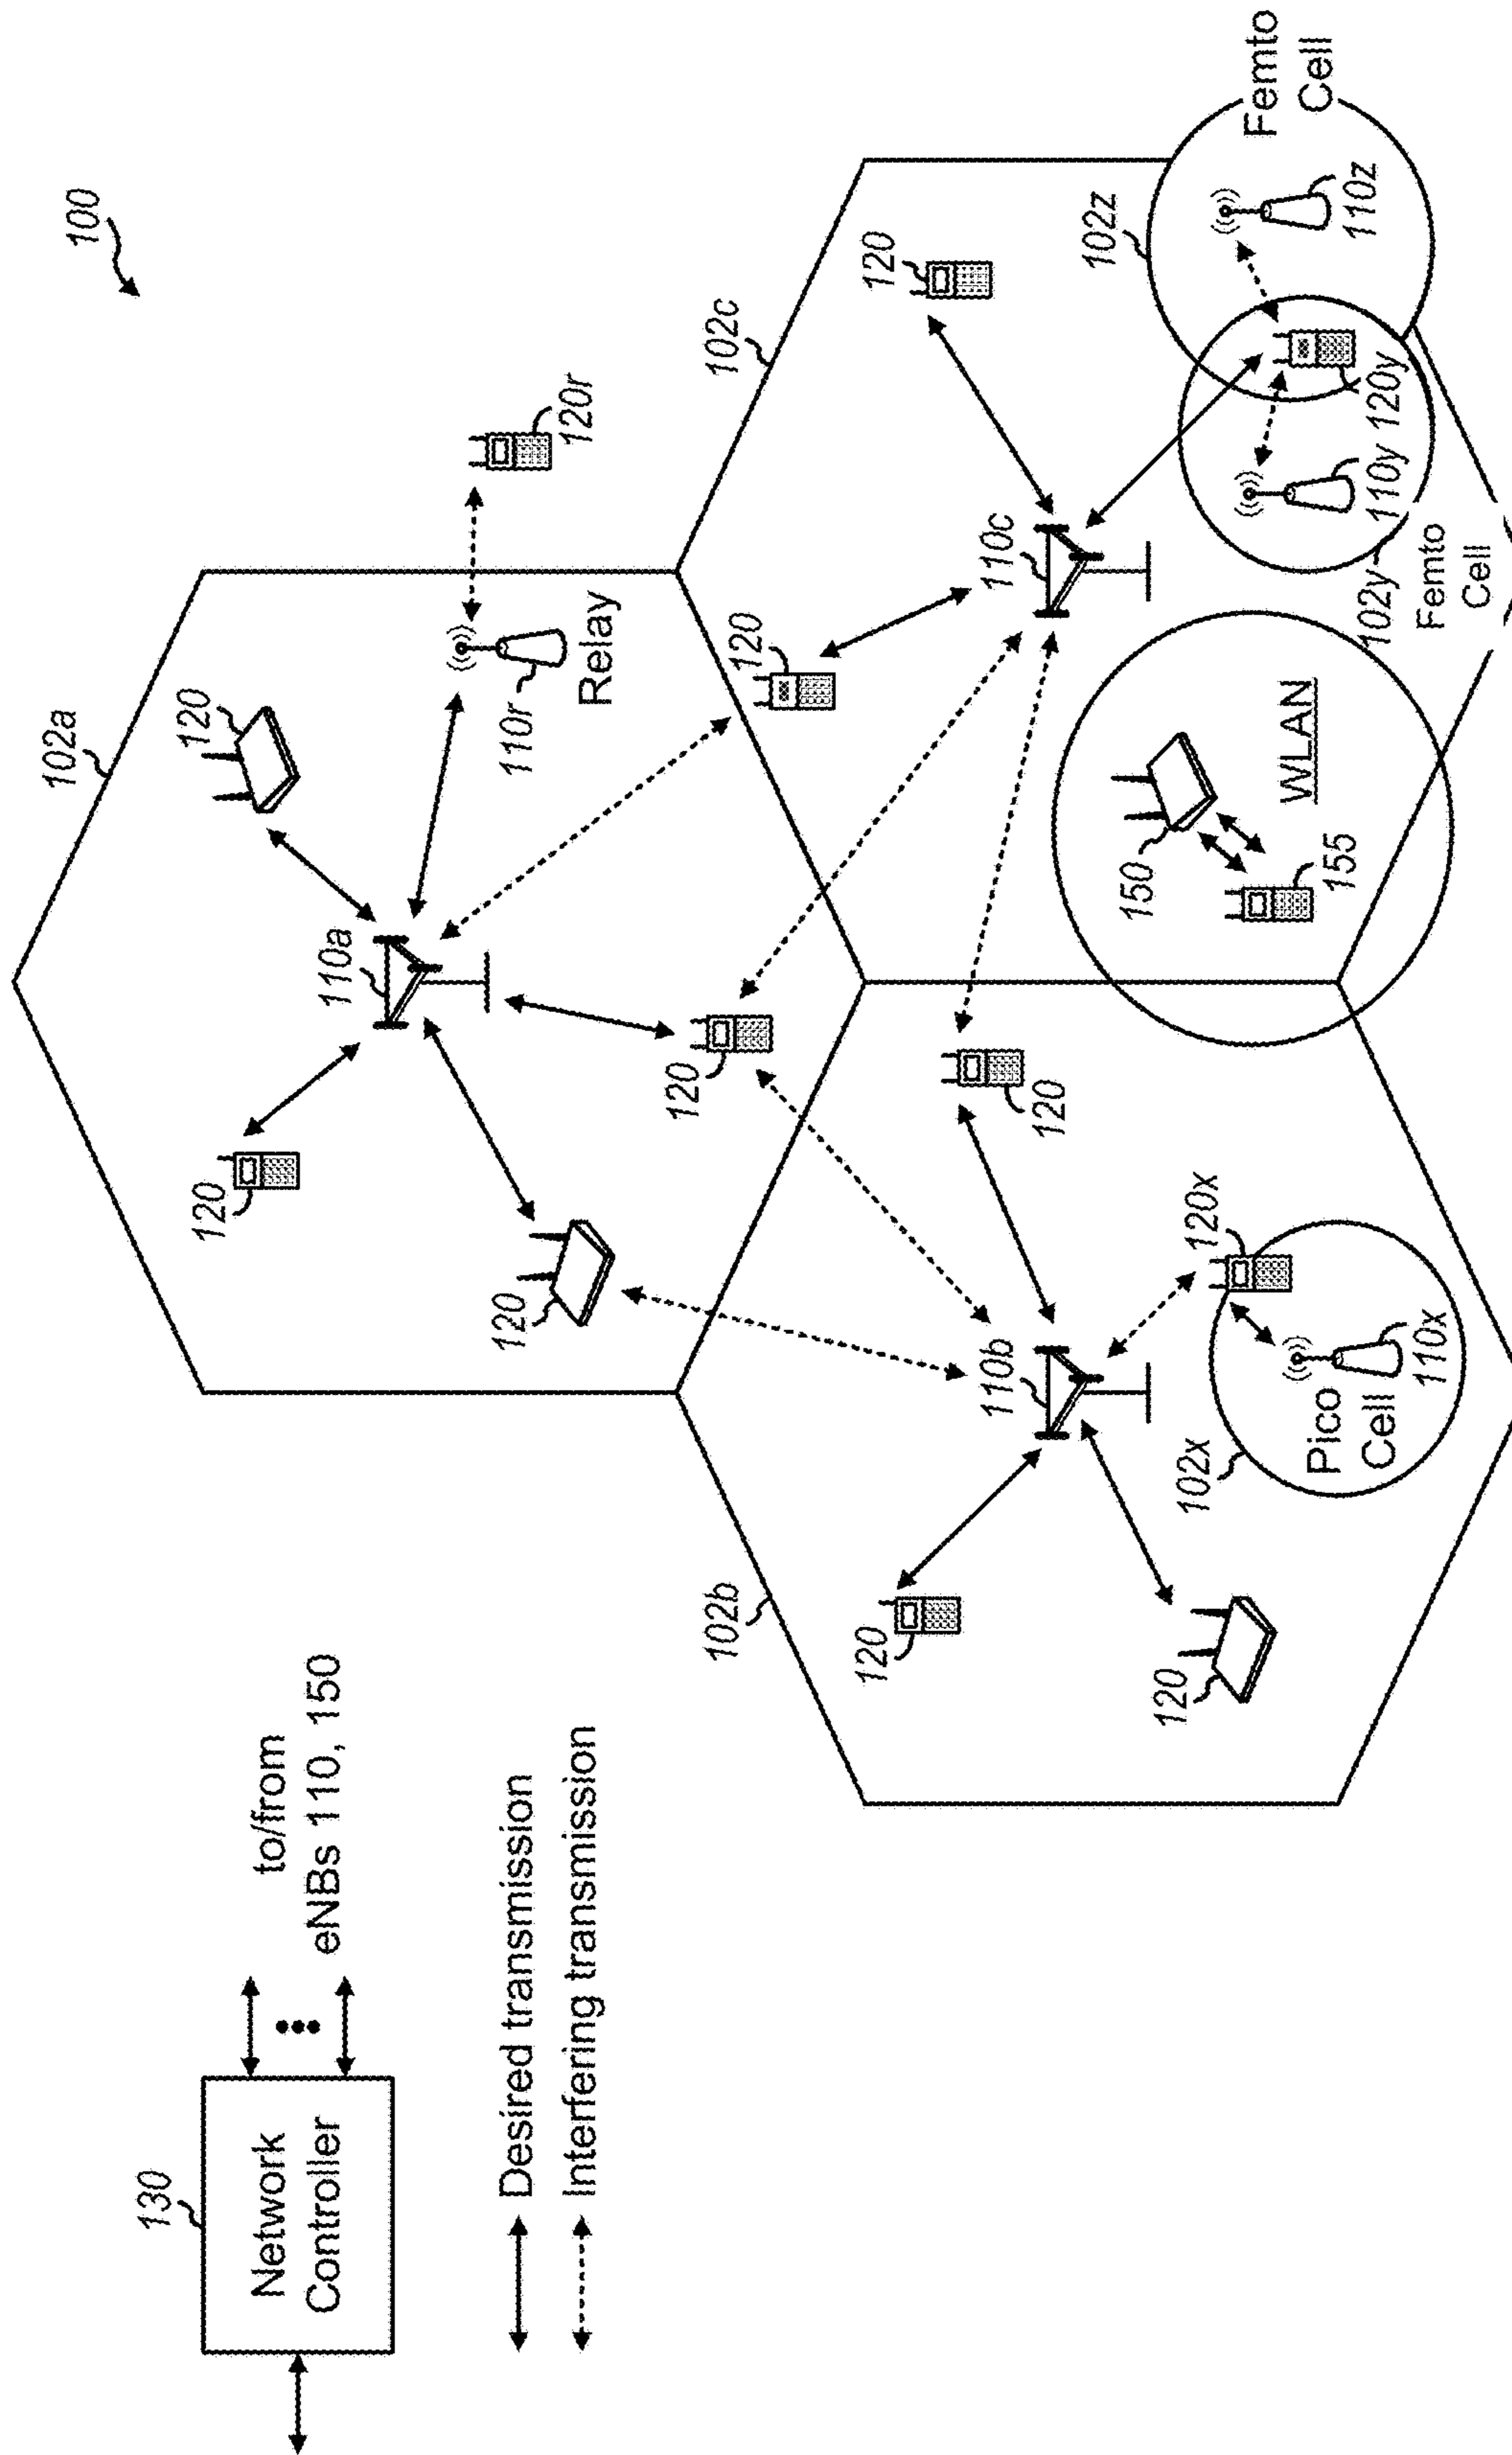 100
130
Network
Controller
to/from
eNBs 110, 150
Desired transmission
Interfering transmission
102a
120
120
110a
120
120
110r
Relay
120r
120
102b
120
120
110b
120
120x
102x
Pico
Cell
110x
102c
120
110c
150
155
WLAN
102y
Femto
Cell
110y
120y
102z
110z
Femto
Cell